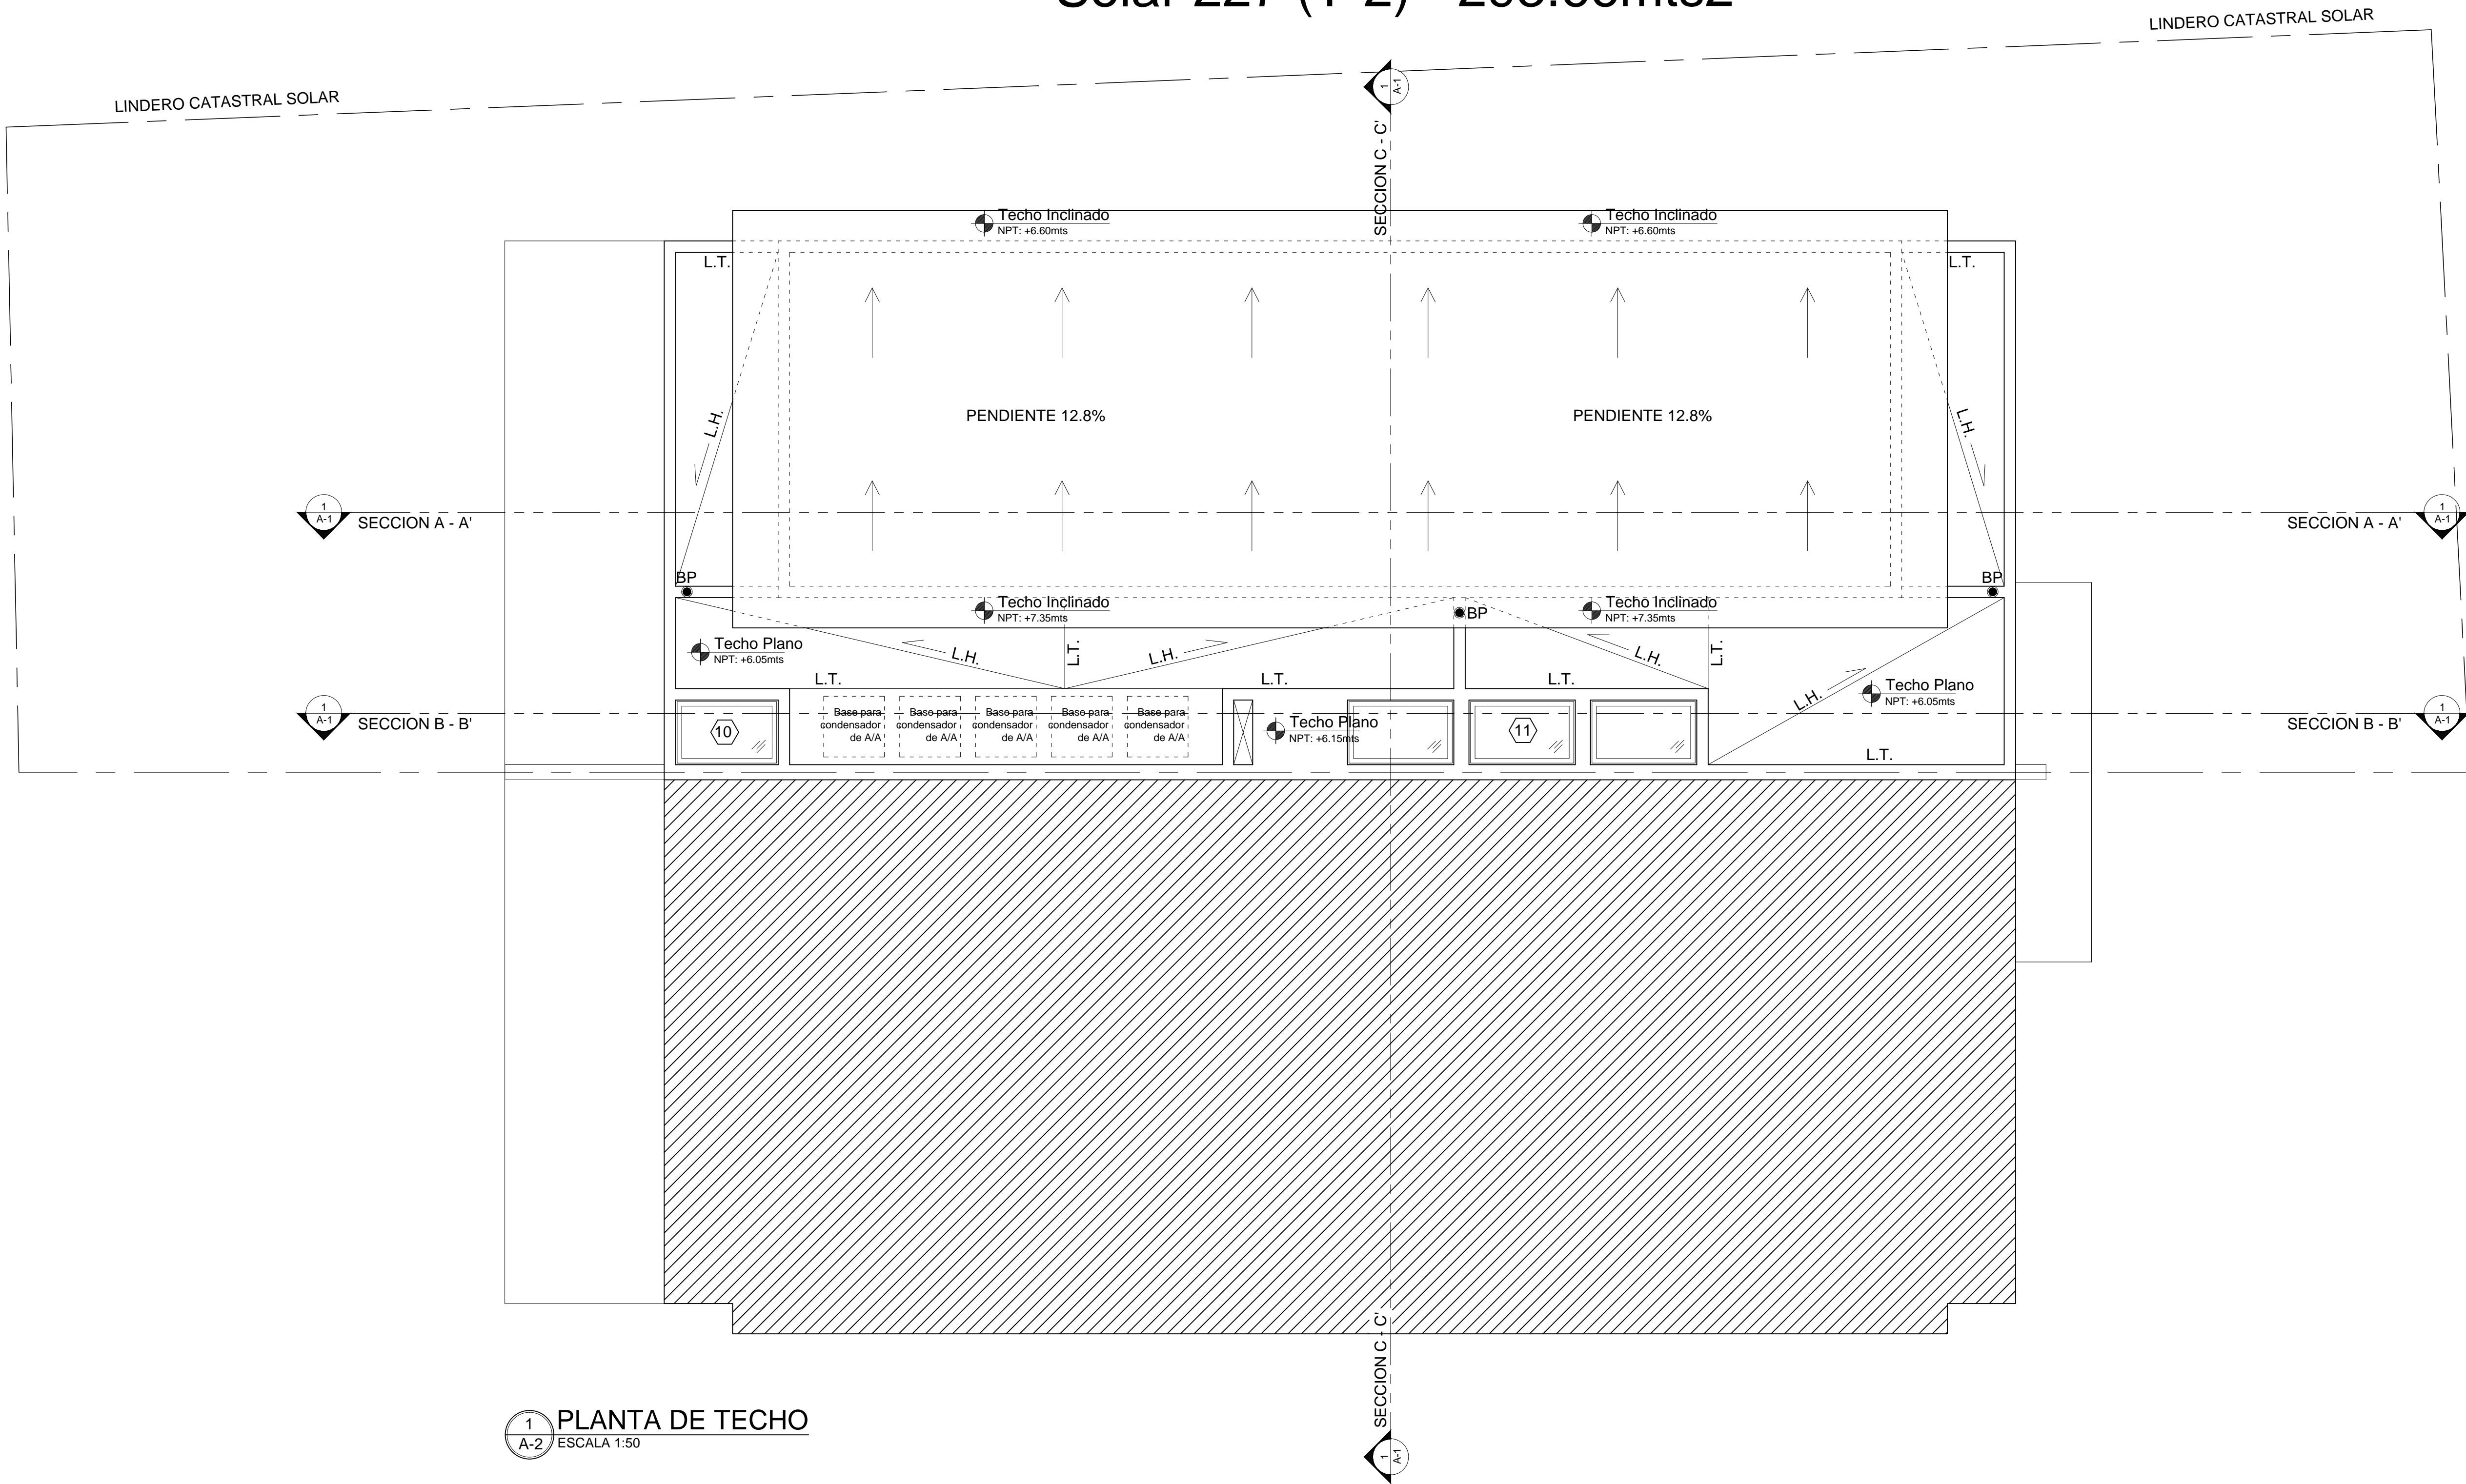 LINDERO CATASTRAL SOLAR
LINDERO CATASTRAL SOLAR
1
A-1
SECCION C - C'
Techo Inclinado
NPT: +6.60mts
Techo Inclinado
NPT: +6.60mts
L.T.
L.T.
L.H.
PENDIENTE 12.8%
PENDIENTE 12.8%
L.H.
1
A-1
SECCION A - A'
SECCION A - A'
1
A-1
BP
BP
Techo Inclinado
NPT: +7.35mts
BP
Techo Inclinado
NPT: +7.35mts
Techo Plano
NPT: +6.05mts
L.H.
L.T.
L.H.
L.H.
L.T.
L.T.
L.T.
L.T.
L.H.
Techo Plano
NPT: +6.05mts
1
A-1
SECCION B - B'
10
Base para
condensador
de A/A
Base para
condensador
de A/A
Base para
condensador
de A/A
Base para
condensador
de A/A
Base para
condensador
de A/A
Techo Plano
NPT: +6.15mts
11
L.T.
SECCION B - B'
1
A-1
SECCION C - C'
1
A-1
1
A-2
PLANTA DE TECHO
ESCALA 1:50